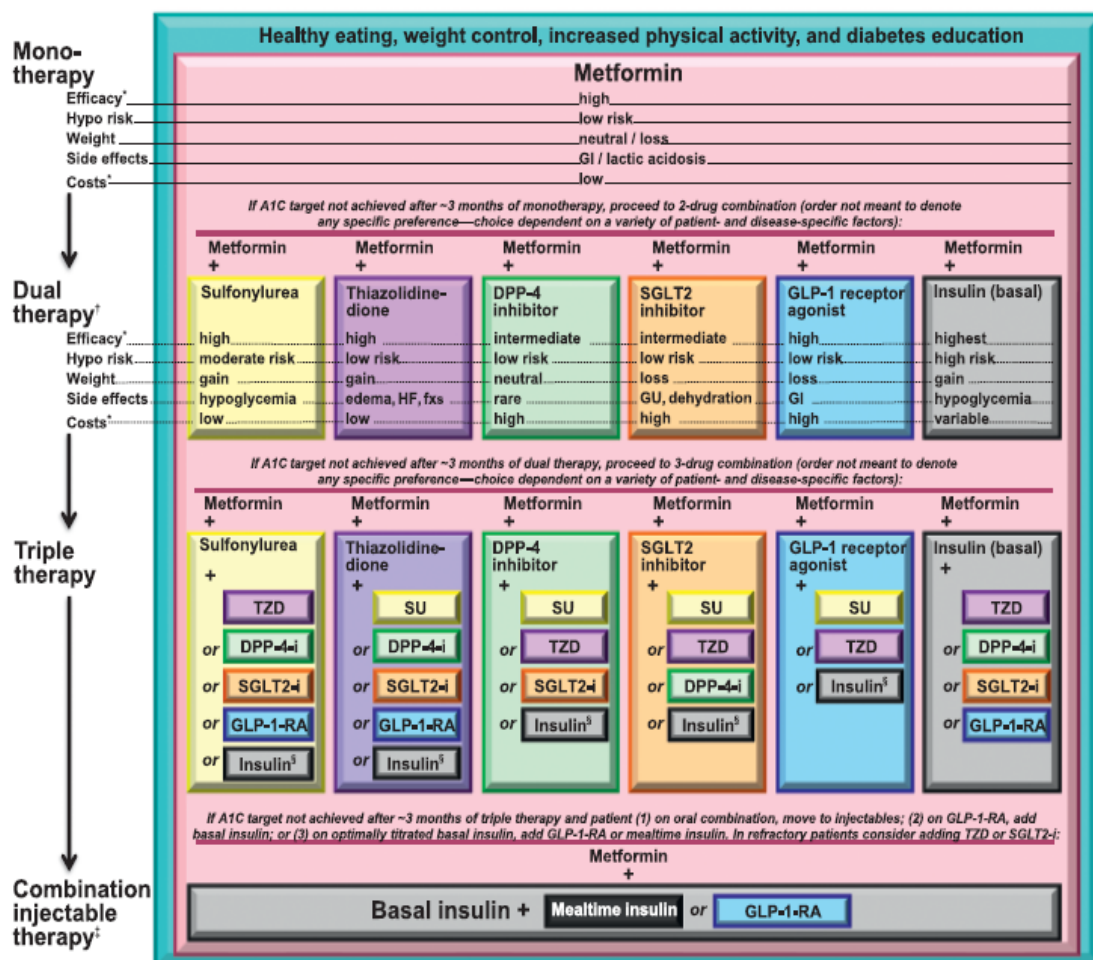 Healthy eating, weight control, increased physical activity, and diabetes education
Mono-
therapy
Metformin
Efficacy* high
Hypo risk low risk
Weight neutral / loss
Side effects GI / lactic acidosis
Costs* low
If A1C target not achieved after ~3 months of monotherapy, proceed to 2-drug combination (order not meant to denote
any specific preference—choice dependent on a variety of patient- and disease-specific factors):
Metformin Metformin Metformin Metformin Metformin Metformin
+ + + + + +
Dual
therapy†
Sulfonylurea
Thiazolidine-
dione
DPP-4
inhibitor
SGLT2
inhibitor
GLP-1 receptor
agonist
Insulin (basal)
Efficacy* high high intermediate intermediate high highest
Hypo risk moderate risk low risk low risk low risk low risk high risk
Weight gain gain neutral loss loss gain
Side effects hypoglycemia edema, HF, fxs rare GU, dehydration GI hypoglycemia
Costs* low low high high high variable
If A1C target not achieved after ~3 months of dual therapy, proceed to 3-drug combination (order not meant to denote
any specific preference—choice dependent on a variety of patient- and disease-specific factors):
Metformin Metformin Metformin Metformin Metformin Metformin
+ + + + + +
Triple
therapy
Sulfonylurea
+
TZD
or DPP-4-i
or SGLT2-i
or GLP-1-RA
or Insulin§
Thiazolidine-
dione
+
SU
or DPP-4-i
or SGLT2-i
or GLP-1-RA
or Insulin§
DPP-4
inhibitor
+
SU
or TZD
or SGLT2-i
or Insulin§
SGLT2
inhibitor
+
SU
or TZD
or DPP-4-i
or Insulin§
GLP-1 receptor
agonist
+
SU
or TZD
or Insulin§
Insulin (basal)
+
TZD
or DPP-4-i
or SGLT2-i
or GLP-1-RA
If A1C target not achieved after ~3 months of triple therapy and patient (1) on oral combination, move to injectables; (2) on GLP-1-RA, add
basal insulin; or (3) on optimally titrated basal insulin, add GLP-1-RA or mealtime insulin. In refractory patients consider adding TZD or SGLT2-i:
Metformin
+
Combination
injectable
therapy‡
Basal insulin + Mealtime insulin or GLP-1-RA